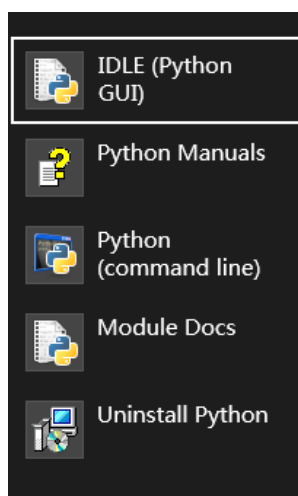 IDLE (Python
GUI)
Python Manuals
Python
(command line)
Module Docs
Uninstall Python